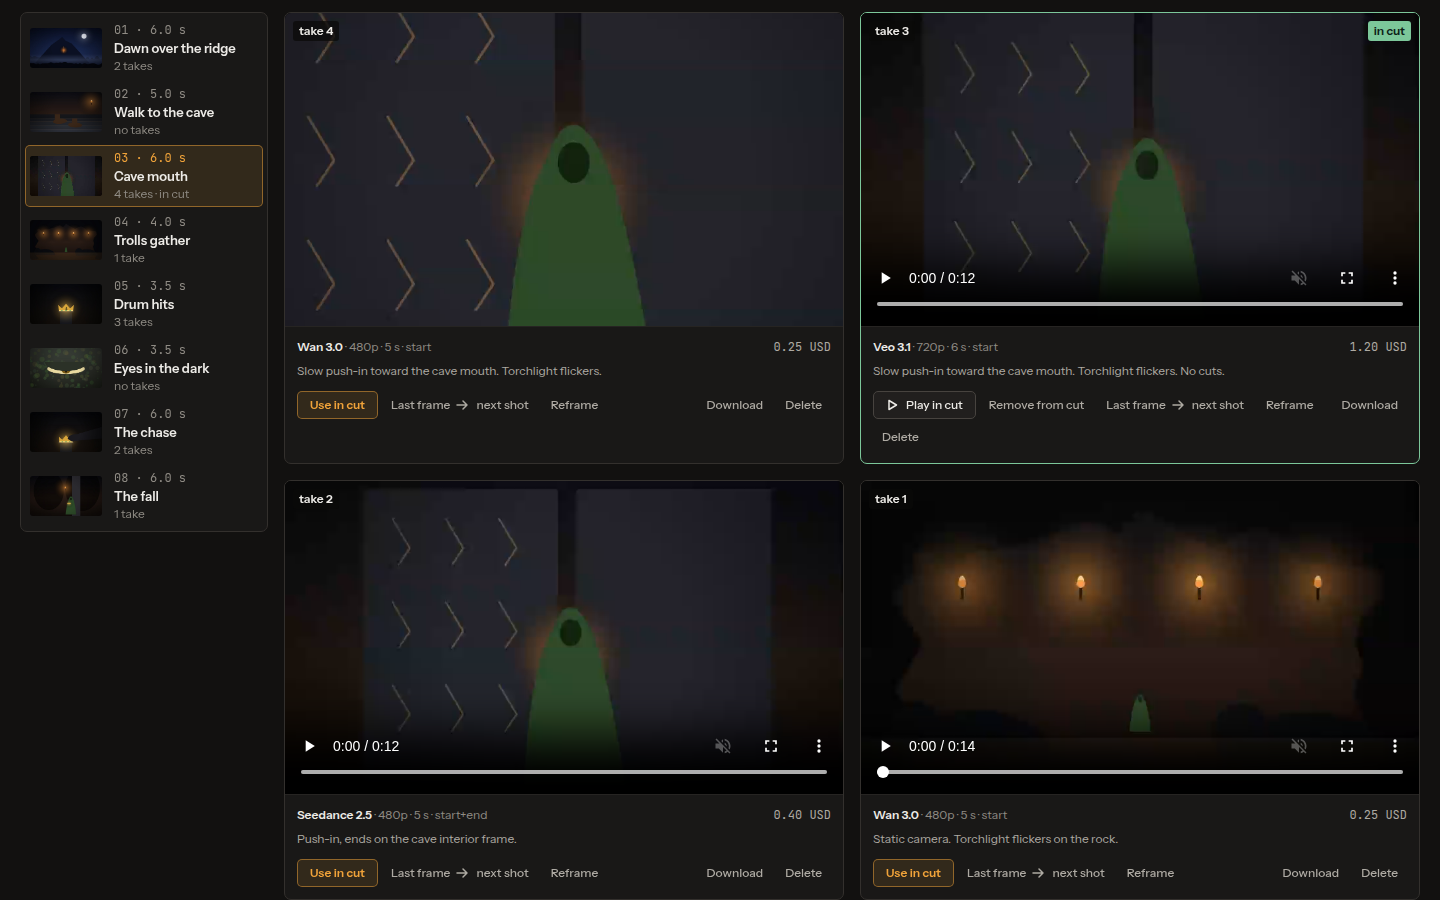 01 · 6.0 s
Dawn over the ridge
2 takes
02 · 5.0 s
Walk to the cave
no takes
03 · 6.0 s
Cave mouth
4 takes · in cut
04 · 4.0 s
Trolls gather
1 take
05 · 3.5 s
Drum hits
3 takes
06 · 3.5 s
Eyes in the dark
no takes
07 · 6.0 s
The chase
2 takes
08 · 6.0 s
The fall
1 take
take 4
Wan 3.0 · 480p · 5 s · start 0.25 USD
Slow push-in toward the cave mouth. Torchlight flickers.
Use in cut Last frame → next shot Reframe Download Delete
take 3 in cut
0:00 / 0:12
Veo 3.1 · 720p · 6 s · start 1.20 USD
Slow push-in toward the cave mouth. Torchlight flickers. No cuts.
Play in cut Remove from cut Last frame → next shot Reframe Download
Delete
take 2
0:00 / 0:12
Seedance 2.5 · 480p · 5 s · start+end 0.40 USD
Push-in, ends on the cave interior frame.
Use in cut Last frame → next shot Reframe Download Delete
take 1
0:00 / 0:14
Wan 3.0 · 480p · 5 s · start 0.25 USD
Static camera. Torchlight flickers on the rock.
Use in cut Last frame → next shot Reframe Download Delete